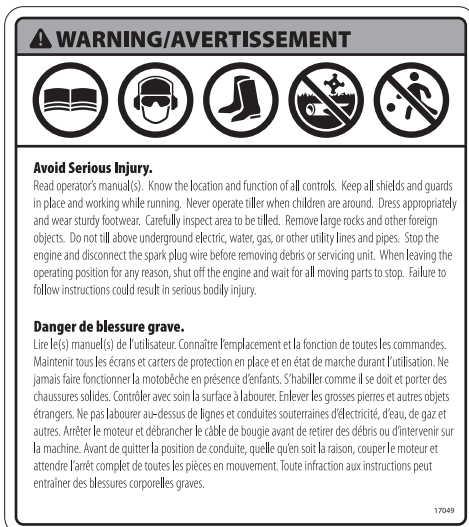 WARNING/AVERTISSEMENT
Avoid Serious Injury.
Read operator's manual(s). Know the location and function of all controls. Keep all shields and guards
in place and working while running. Never operate tiller when children are around. Dress appropriately
and wear sturdy footwear. Carefully inspect area to be tilled. Remove large rocks and other foreign
objects. Do not till above underground electric, water, gas, or other utility lines and pipes. Stop the
engine and disconnect the spark plug wire before removing debris or servicing unit. When leaving the
operating position for any reason, shut off the engine and wait for all moving parts to stop. Failure to
follow instructions could result in serious bodily injury.
Danger de blessure grave.
Lire le(s) manuel(s) de l'utilisateur. Connaître l'emplacement et la fonction de toutes les commandes.
Maintenir tous les écrans et carters de protection en place et en état de marche durant l'utilisation. Ne
jamais faire fonctionner la motobêche en présence d'enfants. S'habiller comme il se doit et porter des
chaussures solides. Contrôler avec soin la surface à labourer. Enlever les grosses pierres et autres objets
étrangers. Ne pas labourer au-dessus de lignes et conduites souterraines d'électricité, d'eau, de gaz et
autres. Arrêter le moteur et débrancher le câble de bougie avant de retirer des débris ou d'intervenir sur
la machine. Avant de quitter la position de conduite, quelle qu'en soit la raison, couper le moteur et
attendre l'arrêt complet de toutes les pièces en mouvement. Toute infraction aux instructions peut
entraîner des blessures corporelles graves.
17049